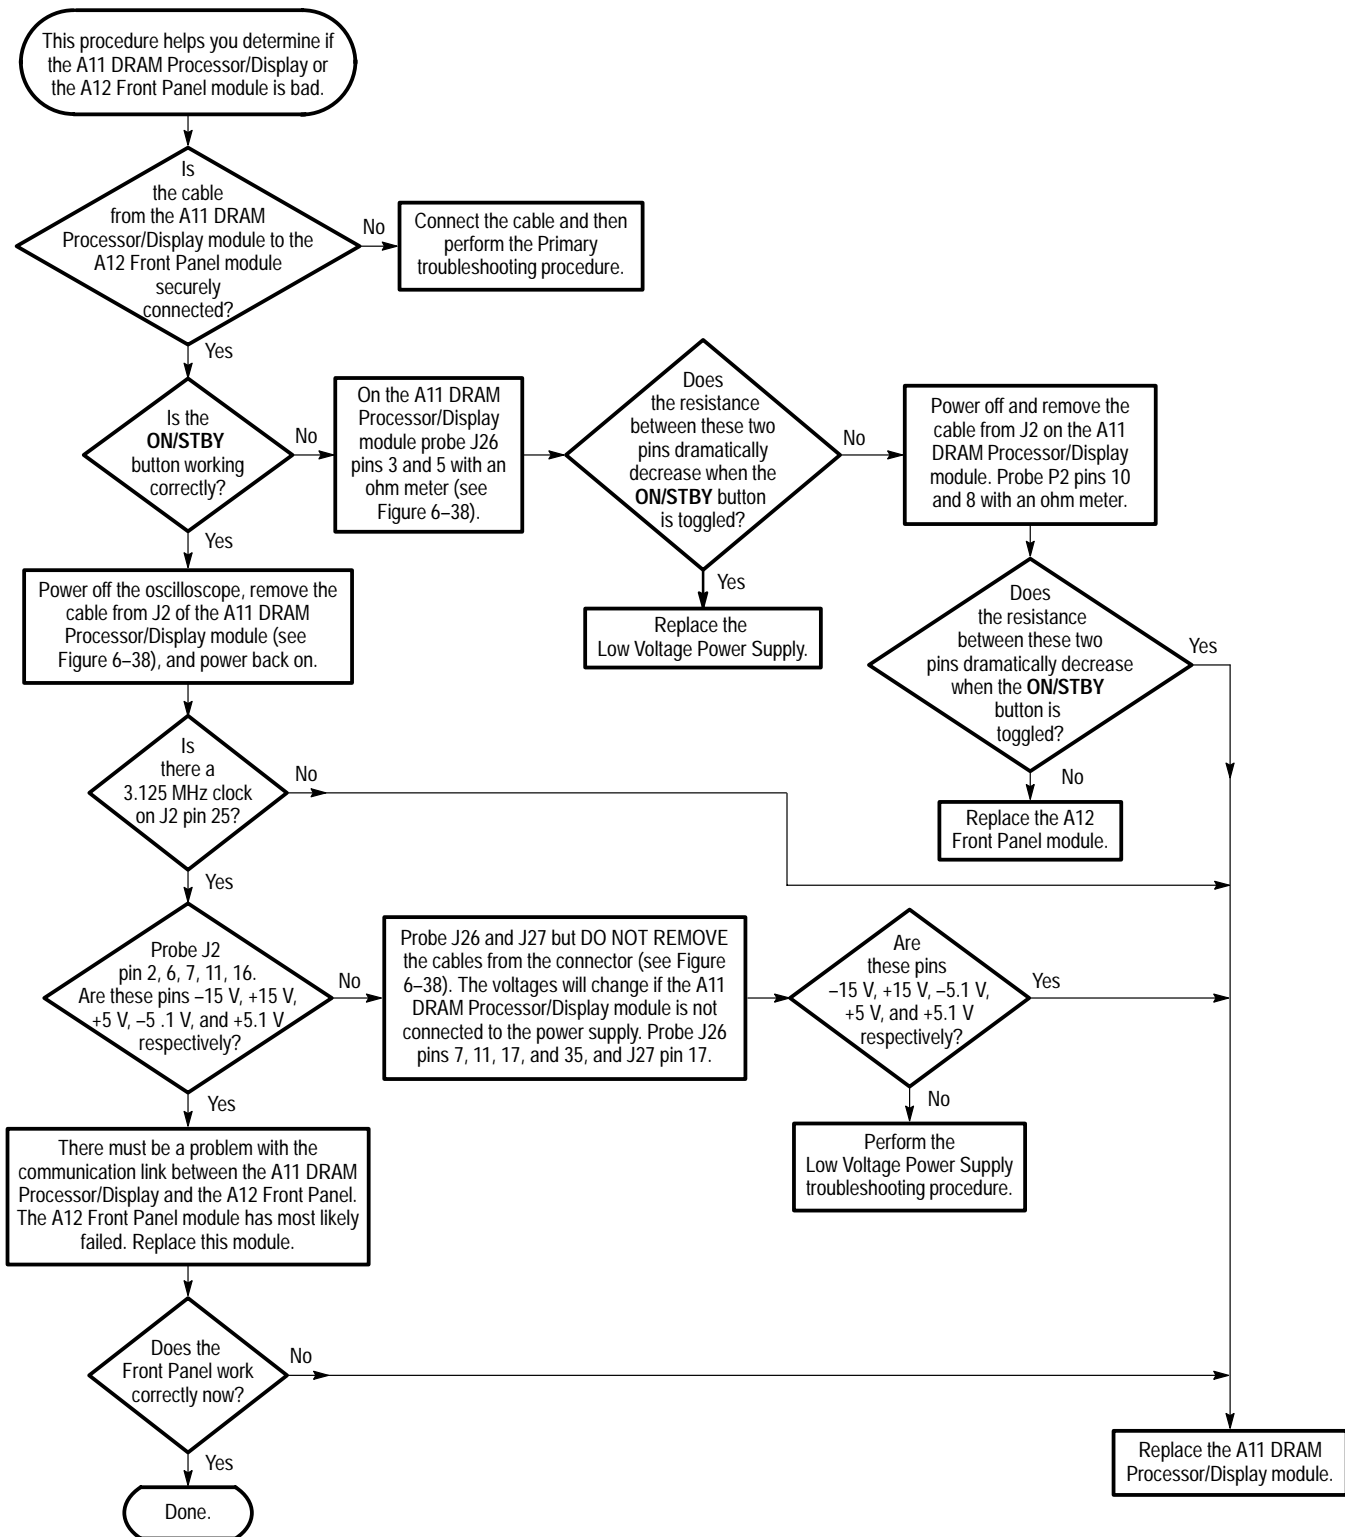 This procedure helps you determine if
the A11 DRAM Processor/Display or
the A12 Front Panel module is bad.
Is
the cable
from the A11 DRAM
Processor/Display module to the
A12 Front Panel module
securely
connected?
No
Connect the cable and then
perform the Primary
troubleshooting procedure.
Yes
Is the
ON/STBY
button working
correctly?
No
On the A11 DRAM
Processor/Display
module probe J26
pins 3 and 5 with an
ohm meter (see
Figure 6–38).
Does
the resistance
between these two
pins dramatically
decrease when the
ON/STBY button
is toggled?
No
Power off and remove the
cable from J2 on the A11
DRAM Processor/Display
module. Probe P2 pins 10
and 8 with an ohm meter.
Yes
Replace the
Low Voltage Power Supply.
Does
the resistance
between these two
pins dramatically decrease
when the ON/STBY
button is
toggled?
Yes
No
Replace the A12
Front Panel module.
Yes
Power off the oscilloscope, remove the
cable from J2 of the A11 DRAM
Processor/Display module (see
Figure 6–38), and power back on.
Is
there a
3.125 MHz clock
on J2 pin 25?
No
Yes
Probe J2
pin 2, 6, 7, 11, 16.
Are these pins –15 V, +15 V,
+5 V, –5 .1 V, and +5.1 V
respectively?
No
Probe J26 and J27 but DO NOT REMOVE
the cables from the connector (see Figure
6–38). The voltages will change if the A11
DRAM Processor/Display module is not
connected to the power supply. Probe J26
pins 7, 11, 17, and 35, and J27 pin 17.
Are
these pins
–15 V, +15 V, –5.1 V,
+5 V, and +5.1 V
respectively?
Yes
No
Perform the
Low Voltage Power Supply
troubleshooting procedure.
Yes
There must be a problem with the
communication link between the A11 DRAM
Processor/Display and the A12 Front Panel.
The A12 Front Panel module has most likely
failed. Replace this module.
Does the
Front Panel work
correctly now?
No
Replace the A11 DRAM
Processor/Display module.
Yes
Done.